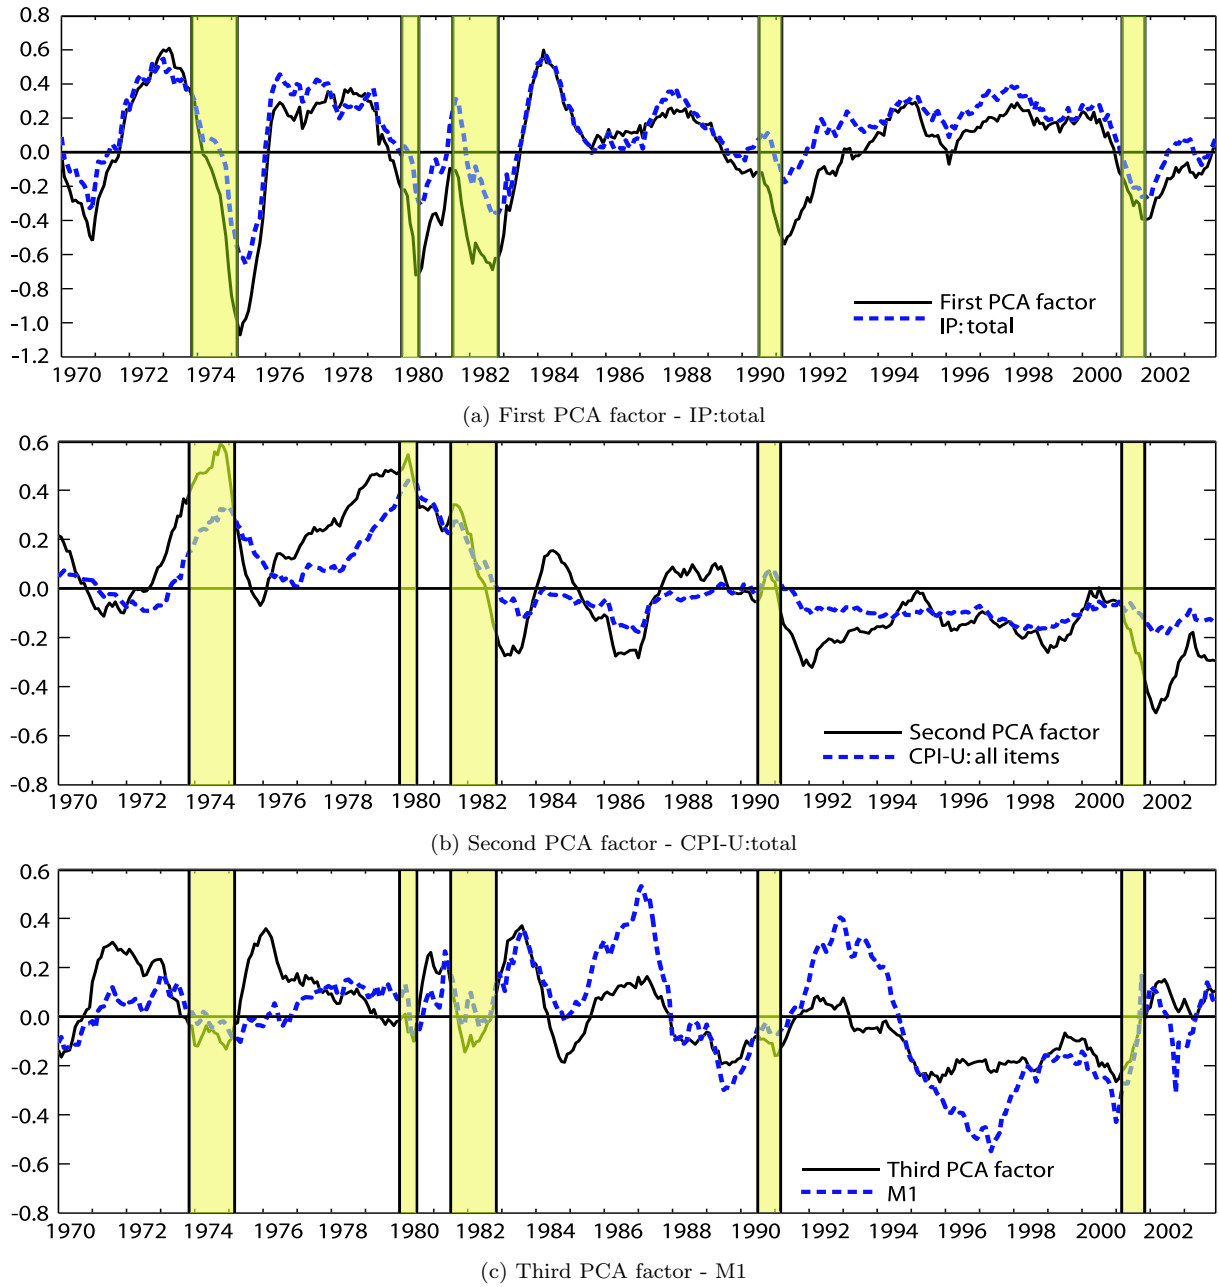 0.8
0.6
0.4
0.2
0.0
-0.2
-0.4
-0.6
-0.8
-1.0
-1.2
First PCA factor
IP: total
1970 1972 1974 1976 1978 1980 1982 1984 1986 1988 1990 1992 1994 1996 1998 2000 2002
(a) First PCA factor - IP:total
0.6
0.4
0.2
0.0
-0.2
-0.4
-0.6
-0.8
Second PCA factor
CPI-U: all items
1970 1972 1974 1976 1978 1980 1982 1984 1986 1988 1990 1992 1994 1996 1998 2000 2002
(b) Second PCA factor - CPI-U:total
0.6
0.4
0.2
0.0
-0.2
-0.4
-0.6
-0.8
Third PCA factor
M1
1970 1972 1974 1976 1978 1980 1982 1984 1986 1988 1990 1992 1994 1996 1998 2000 2002
(c) Third PCA factor - M1